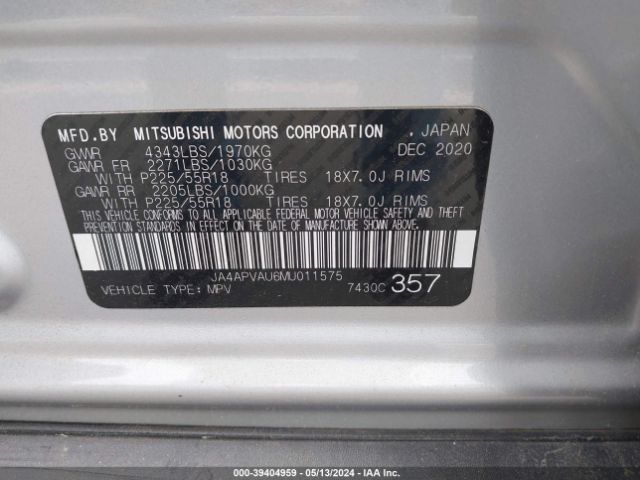 MFD.BY MITSUBISHI MOTORS CORPORATION . JAPAN
GVWR 4343LBS/1970KG DEC 2020
GAWR FR 2271LBS/1030KG
WITH P225/55R18 TIRES 18X7.0J RIMS
GAWR RR 2205LBS/1000KG
WITH P225/55R18 TIRES 18X7.0J RIMS
THIS VEHICLE CONFORMS TO ALL APPLICABLE FEDERAL MOTOR VEHICLE SAFETY AND THEFT
PREVENTION STANDARDS IN EFFECT ON THE DATE OF MANUFACTURE SHOWN ABOVE.
JA4APVAU6MU011575
VEHICLE TYPE: MPV 7430C 357
000-39404959 - 05/13/2024 - IAA Inc.